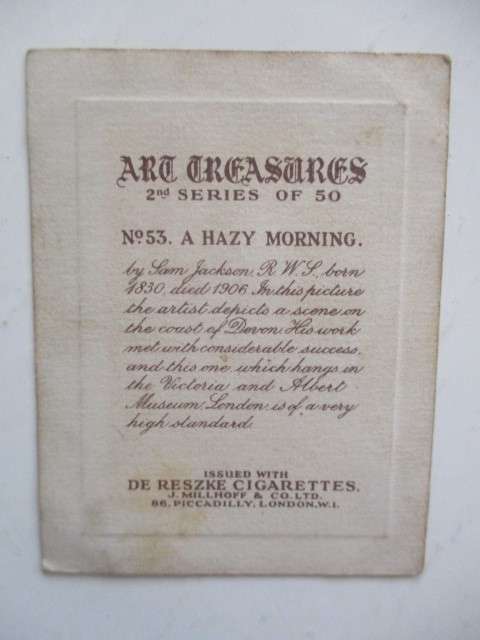 ART TREASURES
2nd SERIES OF 50
No 53. A HAZY MORNING.
by Sam Jackson, R.W.S., born
1830, died 1906. In this picture
the artist depicts a scene on
the coast of Devon. His work
met with considerable success,
and this one which hangs in
the Victoria and Albert
Museum, London is of a very
high standard.
ISSUED WITH
DE RESZKE CIGARETTES.
J. MILLHOFF & CO. LTD.
86, PICCADILLY, LONDON, W.1.